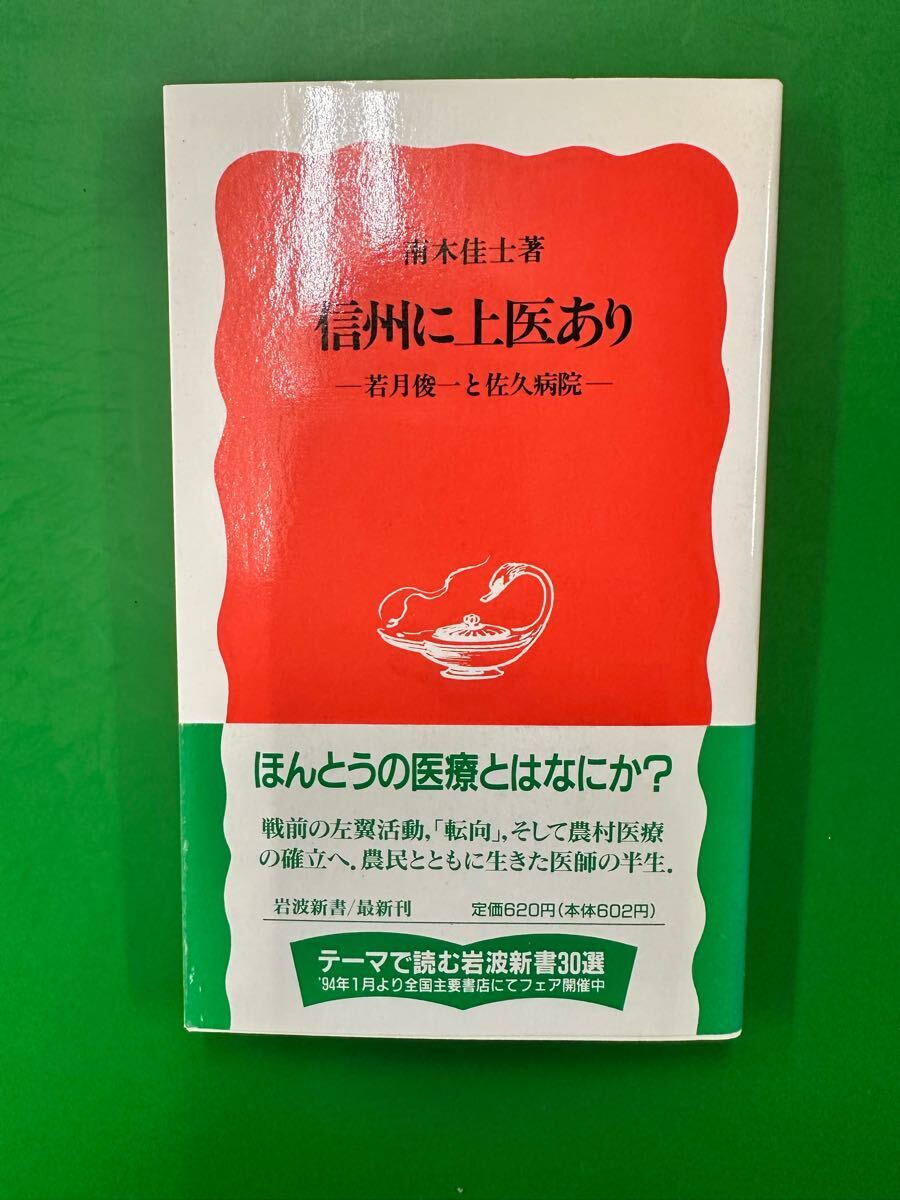 南木佳士著
信州に上医あり
―若月俊一と佐久病院―
ほんとうの医療とはなにか?
戦前の左翼活動,「転向」,そして農村医療
の確立へ.農民とともに生きた医師の半生.
岩波新書/最新刊 定価620円(本体602円)
テーマで読む岩波新書30選
'94年1月より全国主要書店にてフェア開催中